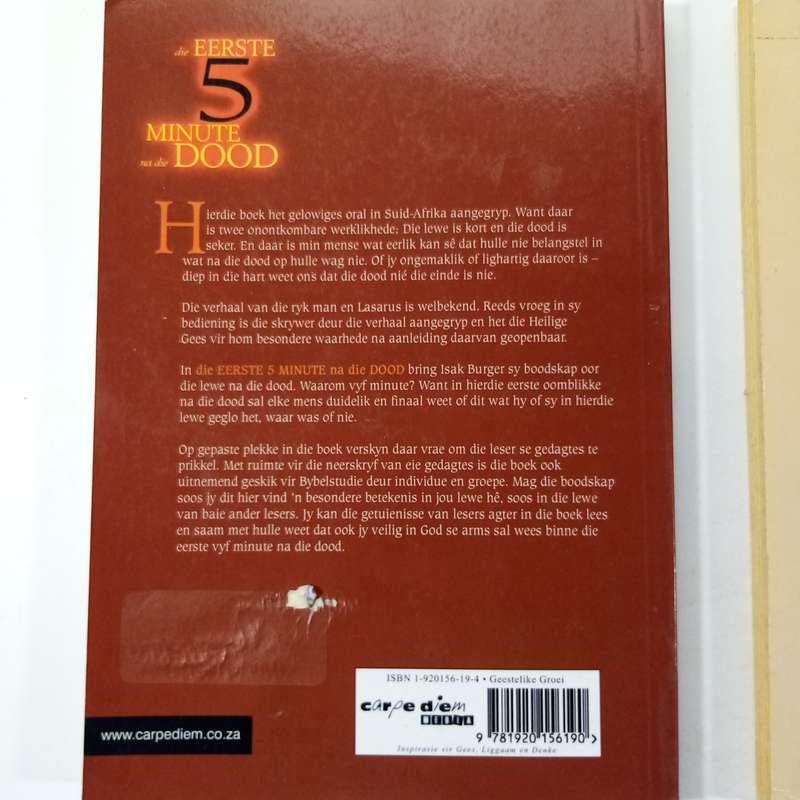 die EERSTE
5
MINUTE
na die DOOD
Hierdie boek het gelowiges oral in Suid-Afrika aangegryp. Want daar
is twee onontkombare werklikhede: Die lewe is kort en die dood is
seker. En daar is min mense wat eerlik kan sê dat hulle nie belangstel in
wat na die dood op hulle wag nie. Of jy ongemaklik of lighartig daaroor is –
diep in die hart weet ons dat die dood nié die einde is nie.
Die verhaal van die ryk man en Lasarus is welbekend. Reeds vroeg in sy
bediening is die skrywer deur die verhaal aangegryp en het die Heilige
Gees vir hom besondere waarhede na aanleiding daarvan geopenbaar.
In die EERSTE 5 MINUTE na die DOOD bring Isak Burger sy boodskap oor
die lewe na die dood. Waarom vyf minute? Want in hierdie eerste oomblikke
na die dood sal elke mens duidelik en finaal weet of dit wat hy of sy in hierdie
lewe geglo het, waar was of nie.
Op gepaste plekke in die boek verskyn daar vrae om die leser se gedagtes te
prikkel. Met ruimte vir die neerskryf van eie gedagtes is die boek ook
uitnemend geskik vir Bybelstudie deur individue en groepe. Mag die boodskap
soos jy dit hier vind 'n besondere betekenis in jou lewe hê, soos in die lewe
van baie ander lesers. Jy kan die getuienisse van lesers agter in die boek lees
en saam met hulle weet dat ook jy veilig in God se arms sal wees binne die
eerste vyf minute na die dood.
ISBN 1-920156-19-4 • Geestelike Groei
carpe diem
MEDIA
9 781920 156190 >
Inspirasie vir Gees, Liggaam en Denke
www.carpediem.co.za